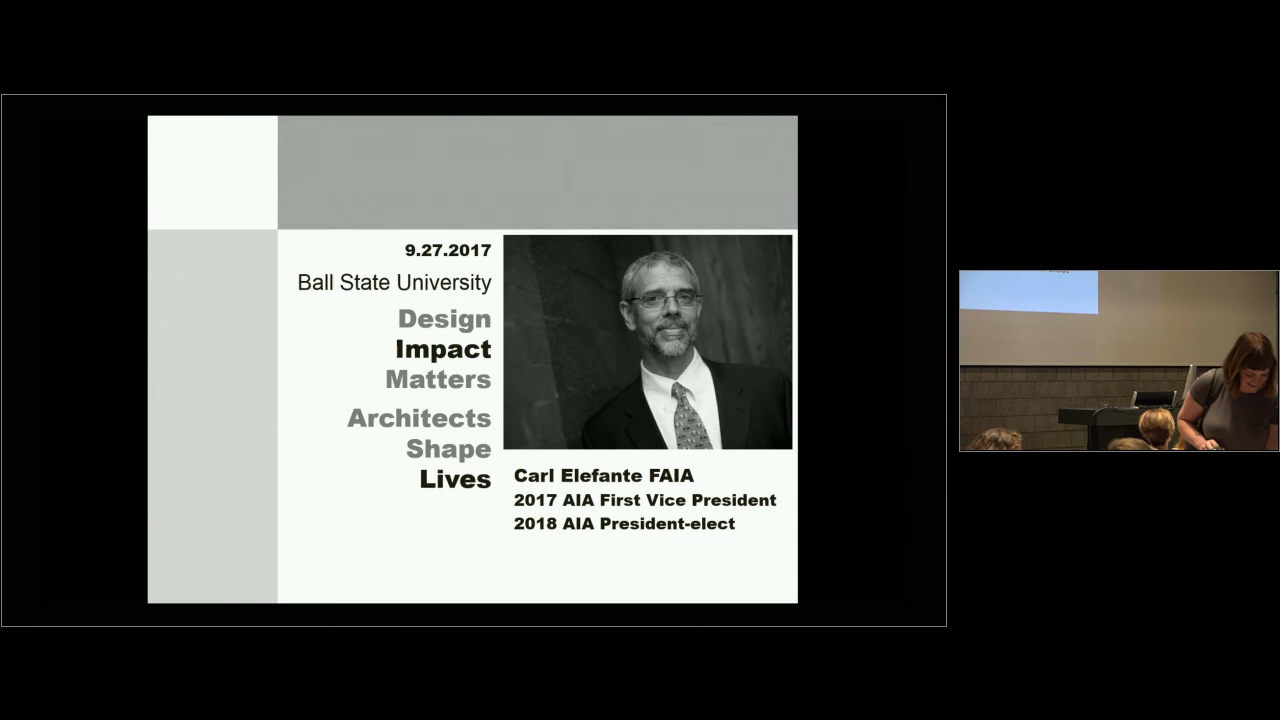 9.27.2017
Ball State University
Design
Impact
Matters
Architects
Shape
Lives
Carl Elefante FAIA
2017 AIA First Vice President
2018 AIA President-elect